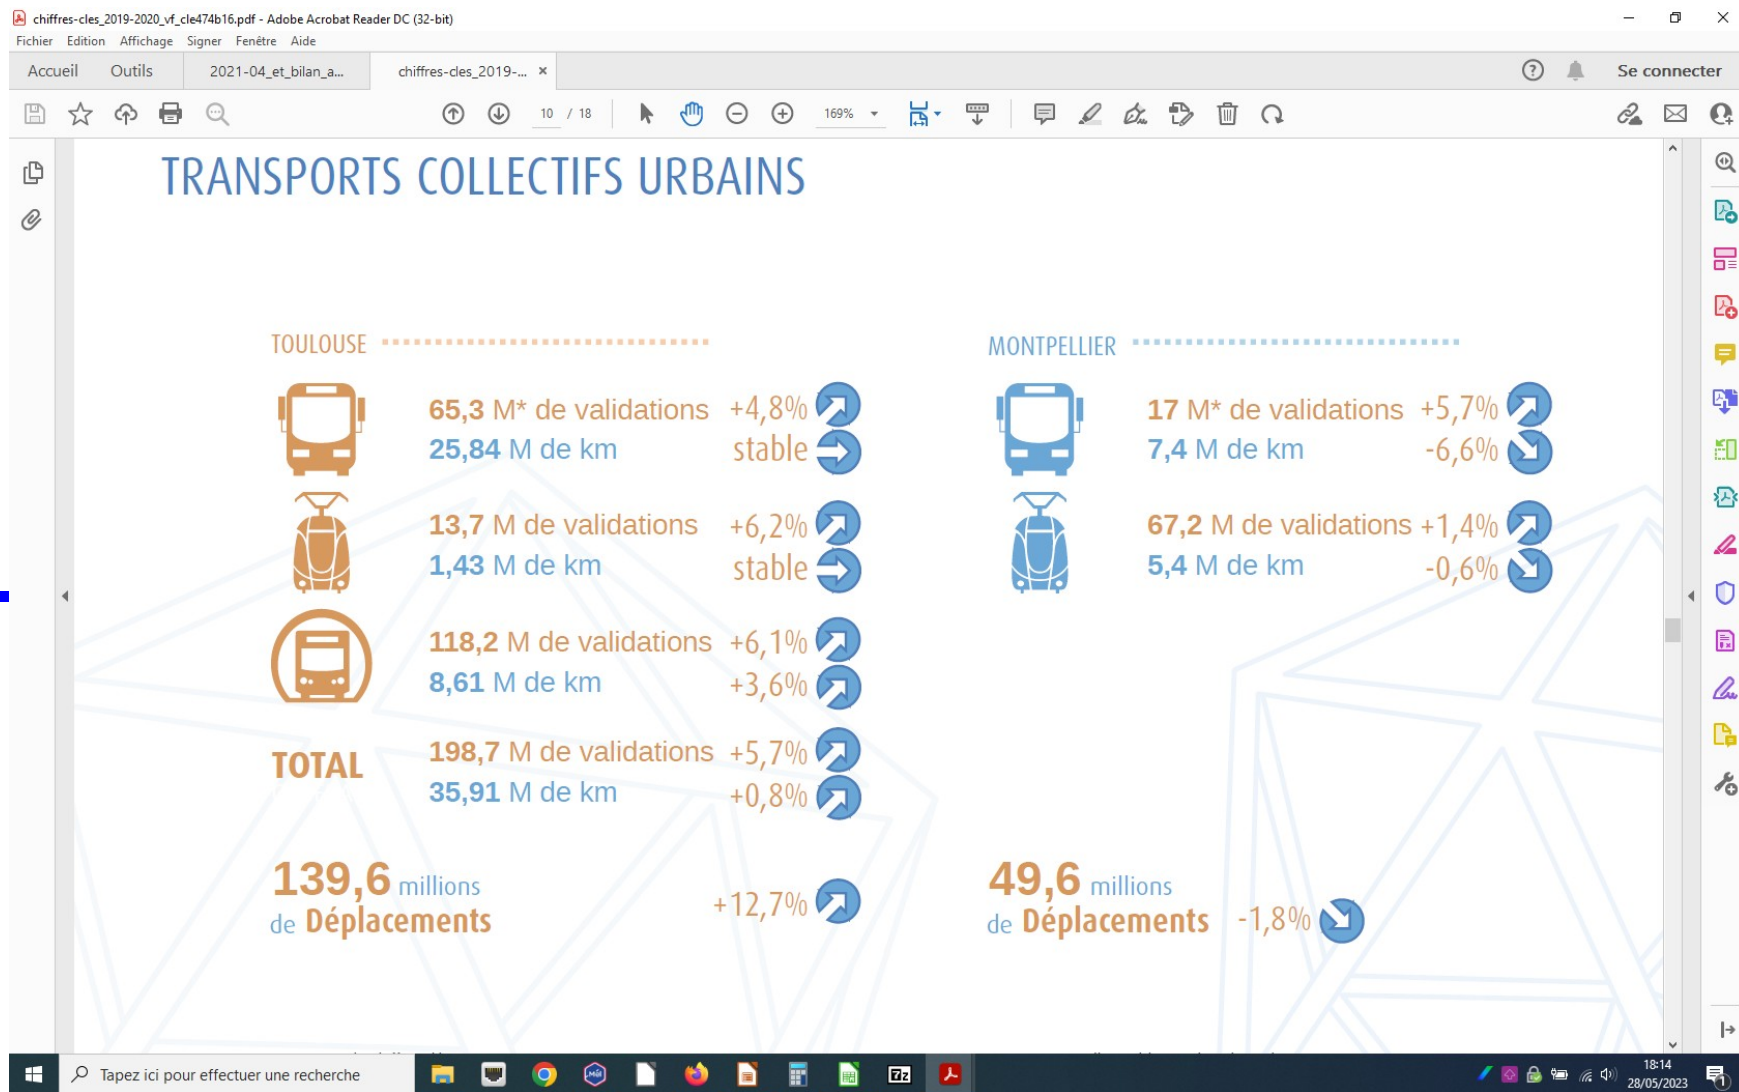 chiffres-cles_2019-2020_vf_cle474b16.pdf - Adobe Acrobat Reader DC (32-bit)
Fichier Edition Affichage Signer Fenêtre Aide
Accueil Outils 2021-04_et_bilan_a... chiffres-cles_2019-... × Se connecter
10 / 18 169%
TRANSPORTS COLLECTIFS URBAINS
TOULOUSE
65,3 M* de validations +4,8%
25,84 M de km stable
13,7 M de validations +6,2%
1,43 M de km stable
118,2 M de validations +6,1%
8,61 M de km +3,6%
TOTAL
198,7 M de validations +5,7%
35,91 M de km +0,8%
139,6 millions
de Déplacements +12,7%
MONTPELLIER
17 M* de validations +5,7%
7,4 M de km -6,6%
67,2 M de validations +1,4%
5,4 M de km -0,6%
49,6 millions
de Déplacements -1,8%
Tapez ici pour effectuer une recherche
7z
18:14
28/05/2023